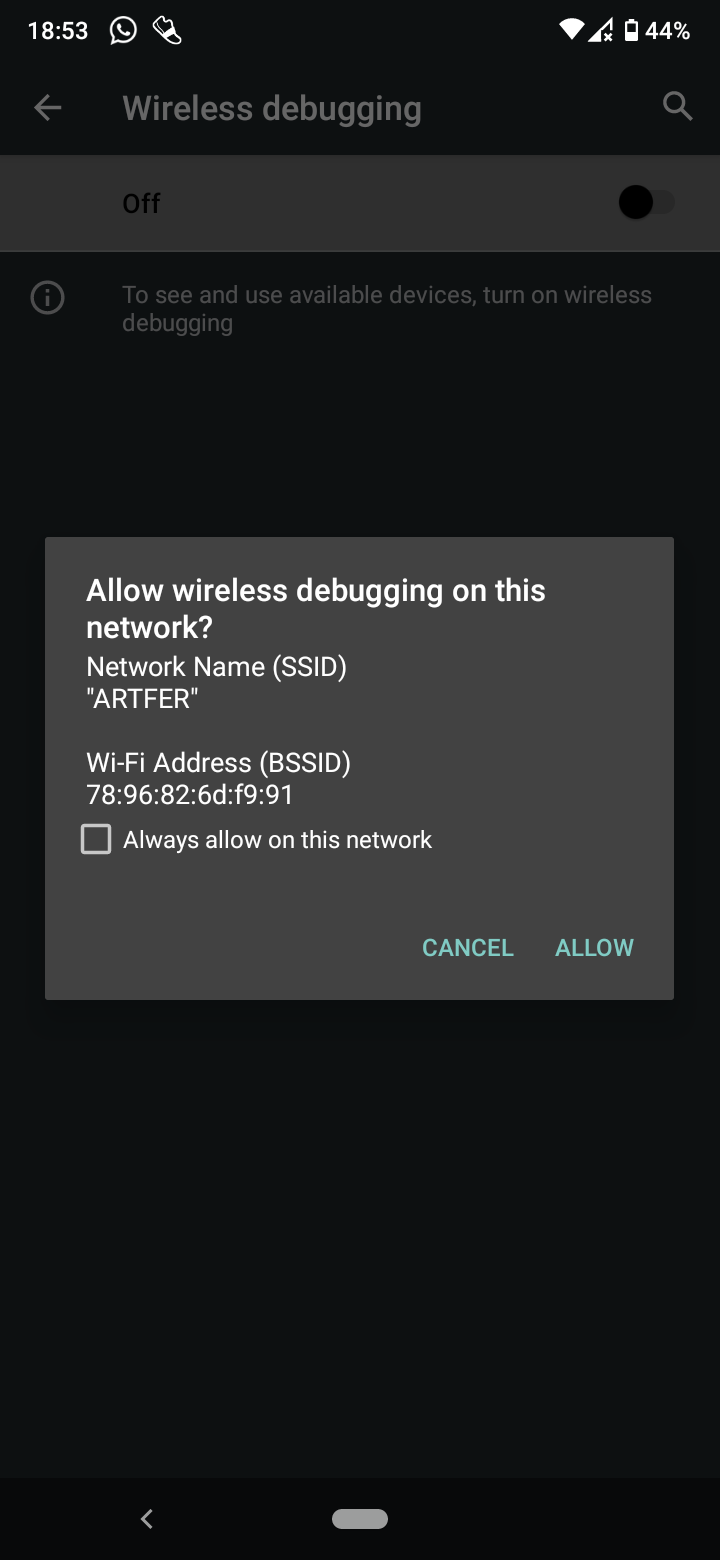 18:53
44%
Wireless debugging
Off
To see and use available devices, turn on wireless
debugging
Allow wireless debugging on this
network?
Network Name (SSID)
"ARTFER"
Wi-Fi Address (BSSID)
78:96:82:6d:f9:91
Always allow on this network
CANCEL ALLOW